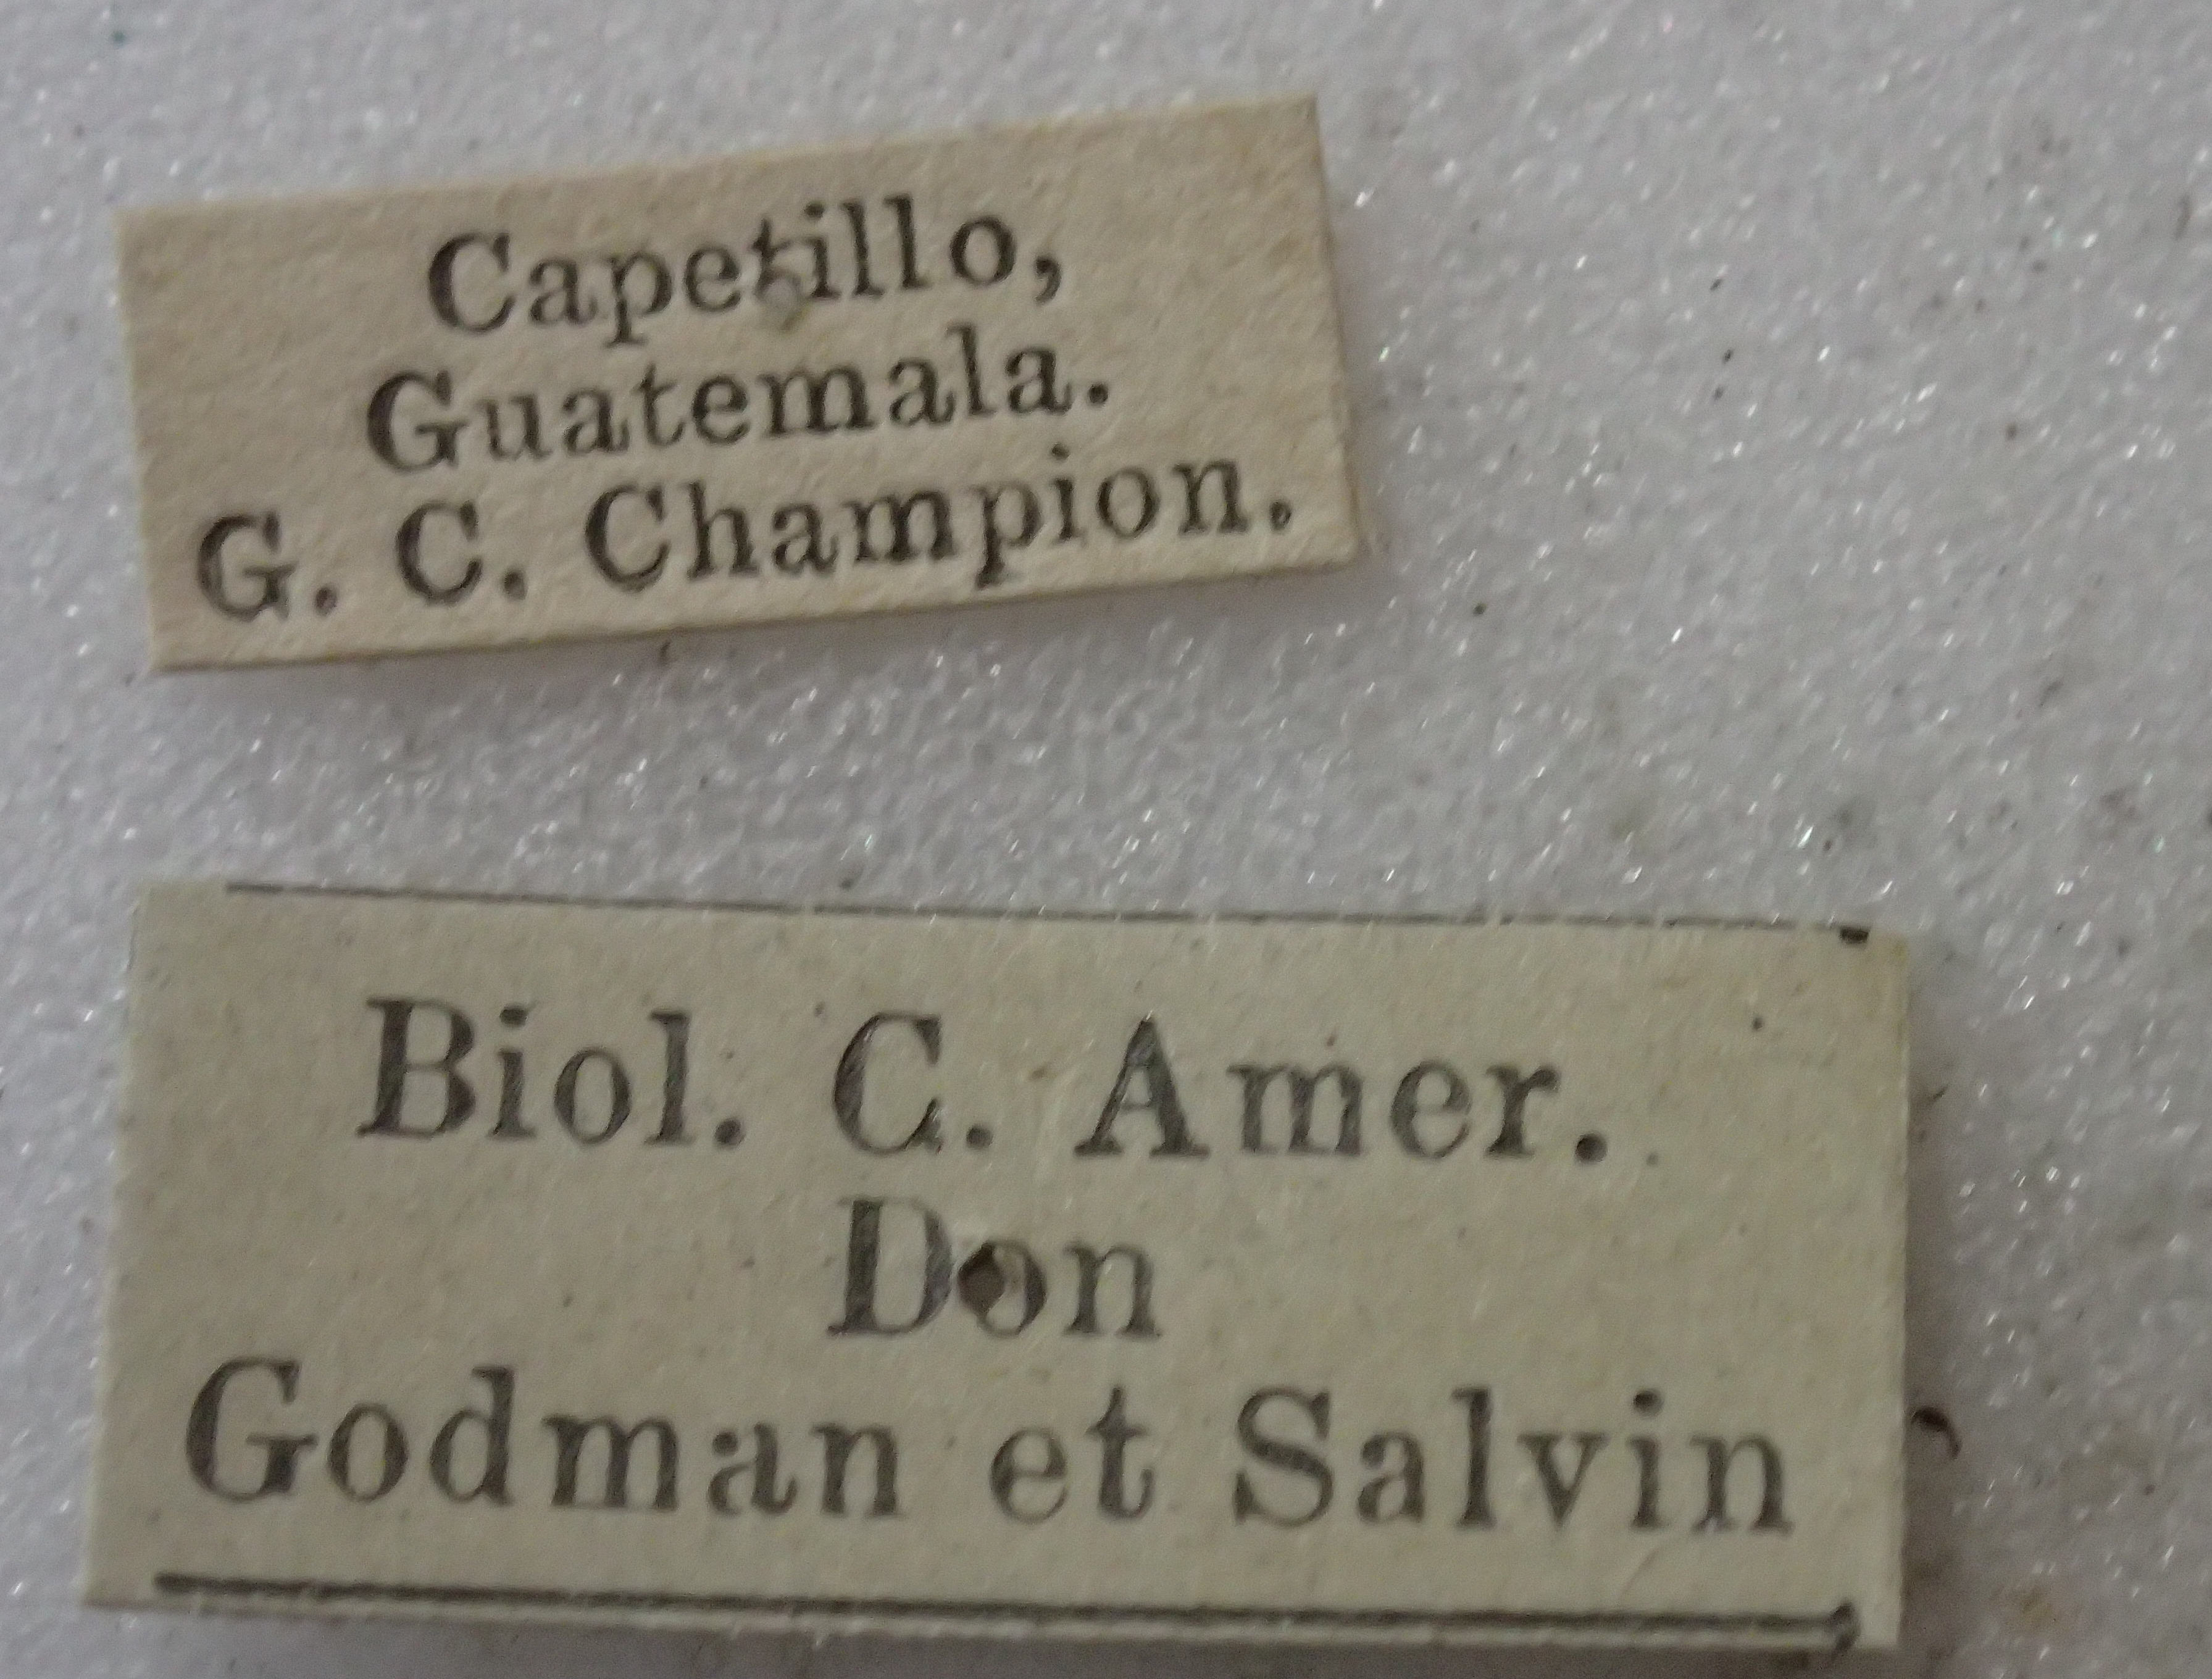 Capetillo,
Guatemala.
G. C. Champion.
Biol. C. Amer.
Don
Godman et Salvin